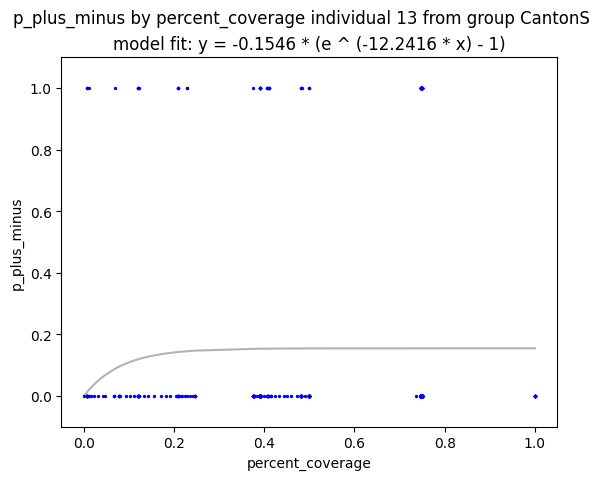 p_plus_minus by percent_coverage individual 13 from group CantonS
model fit: y = -0.1546 * (e ^ (-12.2416 * x) - 1)
1.0
0.8
0.6
0.4
0.2
0.0
p_plus_minus
0.0 0.2 0.4 0.6 0.8 1.0
percent_coverage